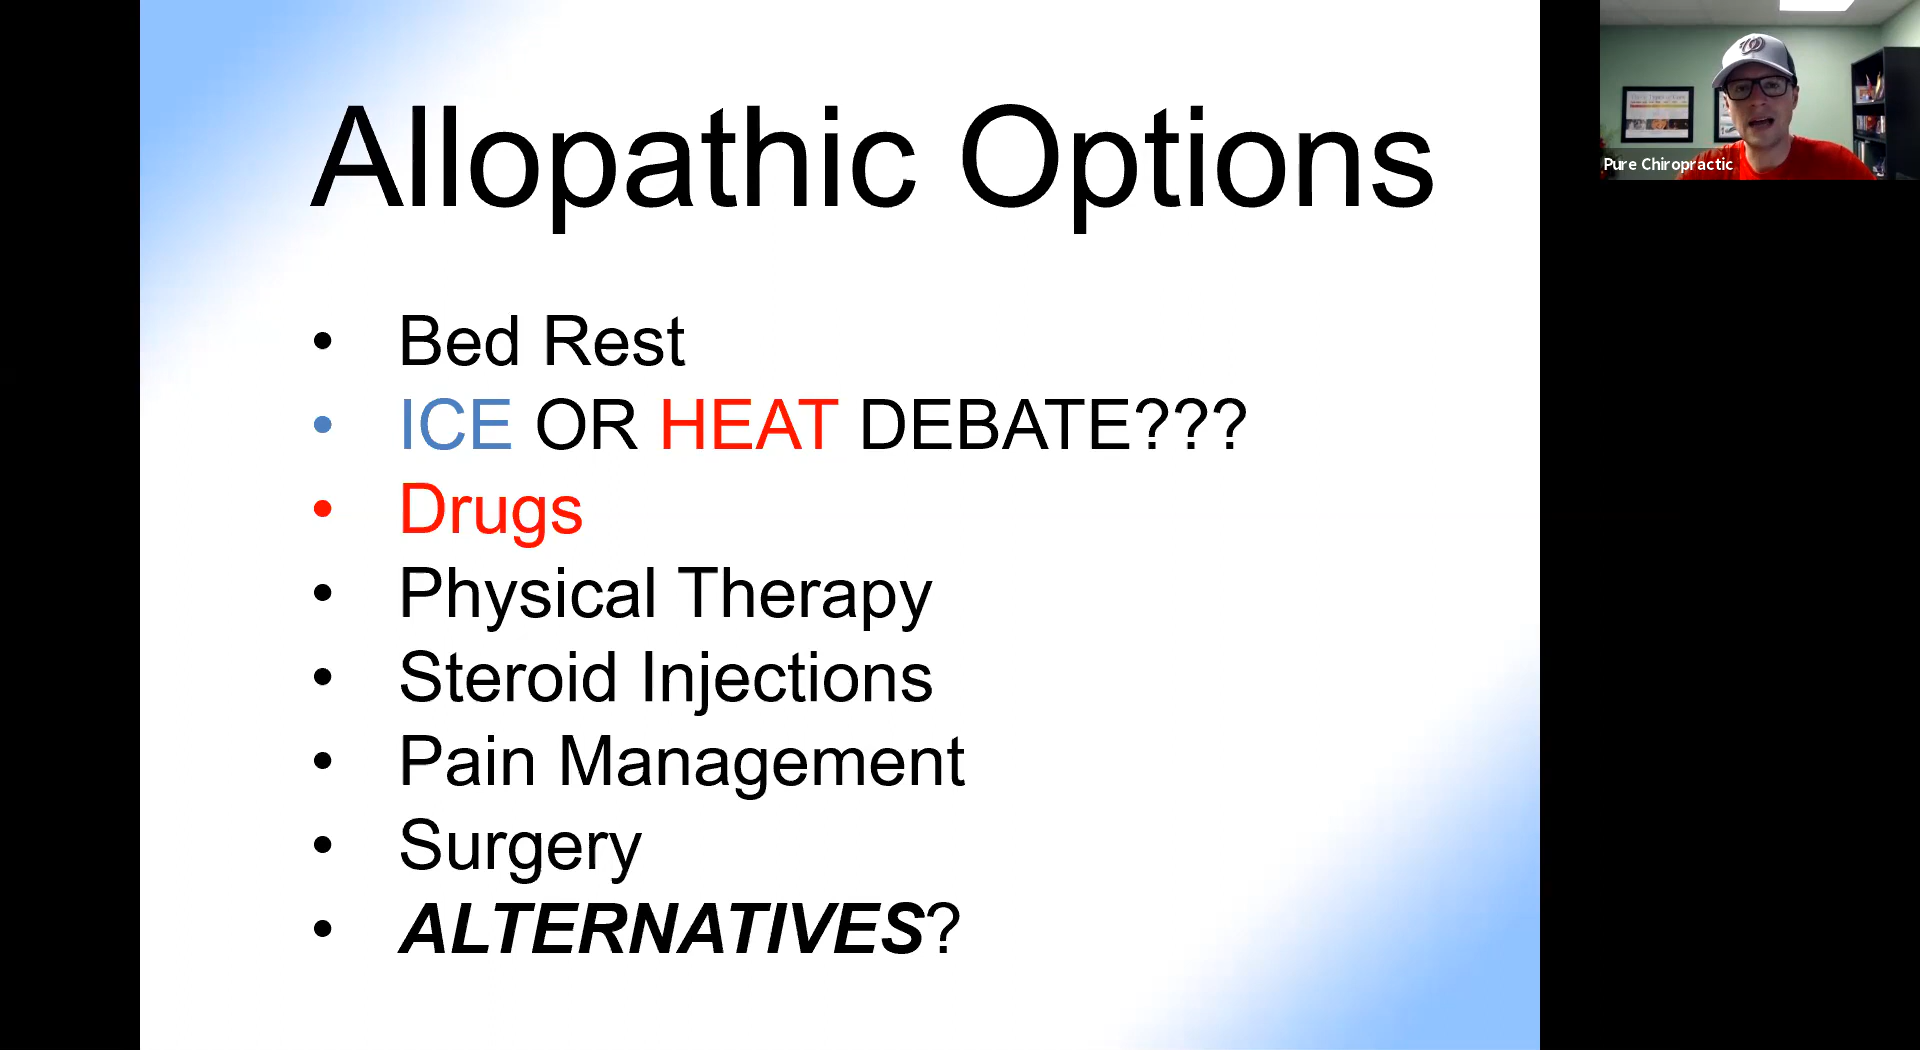 Allopathic Options
• Bed Rest
• ICE OR HEAT DEBATE???
• Drugs
• Physical Therapy
• Steroid Injections
• Pain Management
• Surgery
• ALTERNATIVES?
Pure Chiropractic